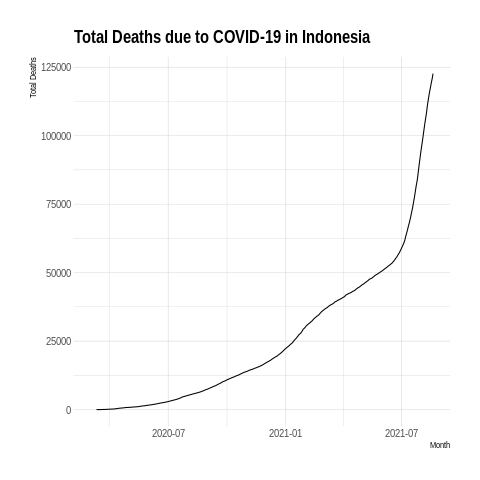 Total Deaths due to COVID-19 in Indonesia
Total Deaths
125000
100000
75000
50000
25000
0
2020-07 2021-01 2021-07
Month